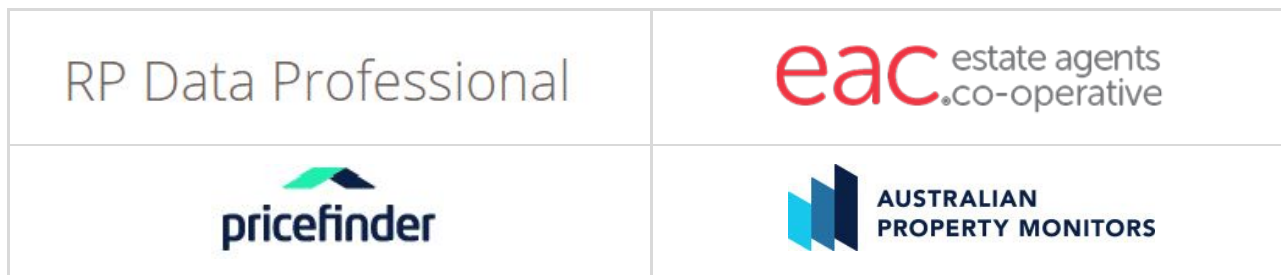 RP Data Professional
eac. estate agents
co-operative
pricefinder
AUSTRALIAN
PROPERTY MONITORS